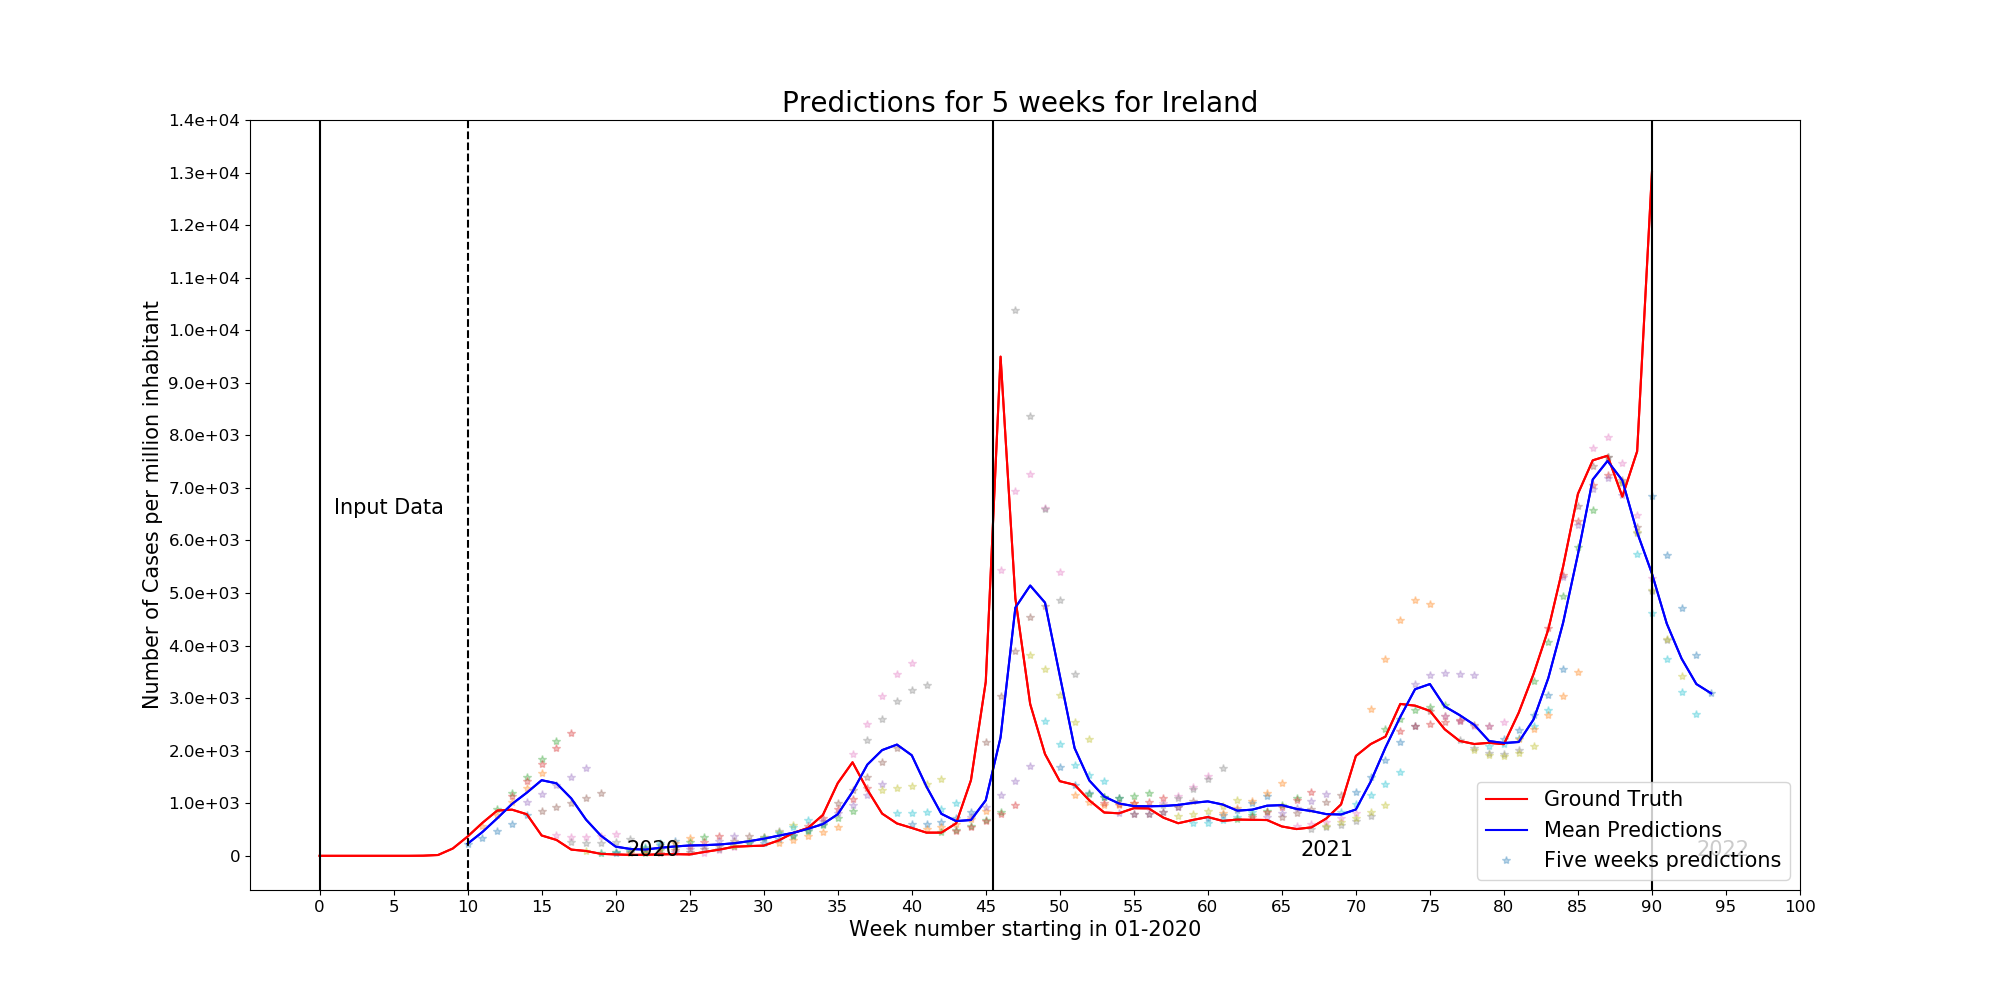 Predictions for 5 weeks for Ireland
1.4e+04
1.3e+04
1.2e+04
1.1e+04
1.0e+04
9.0e+03
8.0e+03
7.0e+03
6.0e+03
5.0e+03
4.0e+03
3.0e+03
2.0e+03
1.0e+03
0
Number of Cases per million inhabitant
Input Data
2020
2021
2022
Ground Truth
Mean Predictions
Five weeks predictions
0 5 10 15 20 25 30 35 40 45 50 55 60 65 70 75 80 85 90 95 100
Week number starting in 01-2020